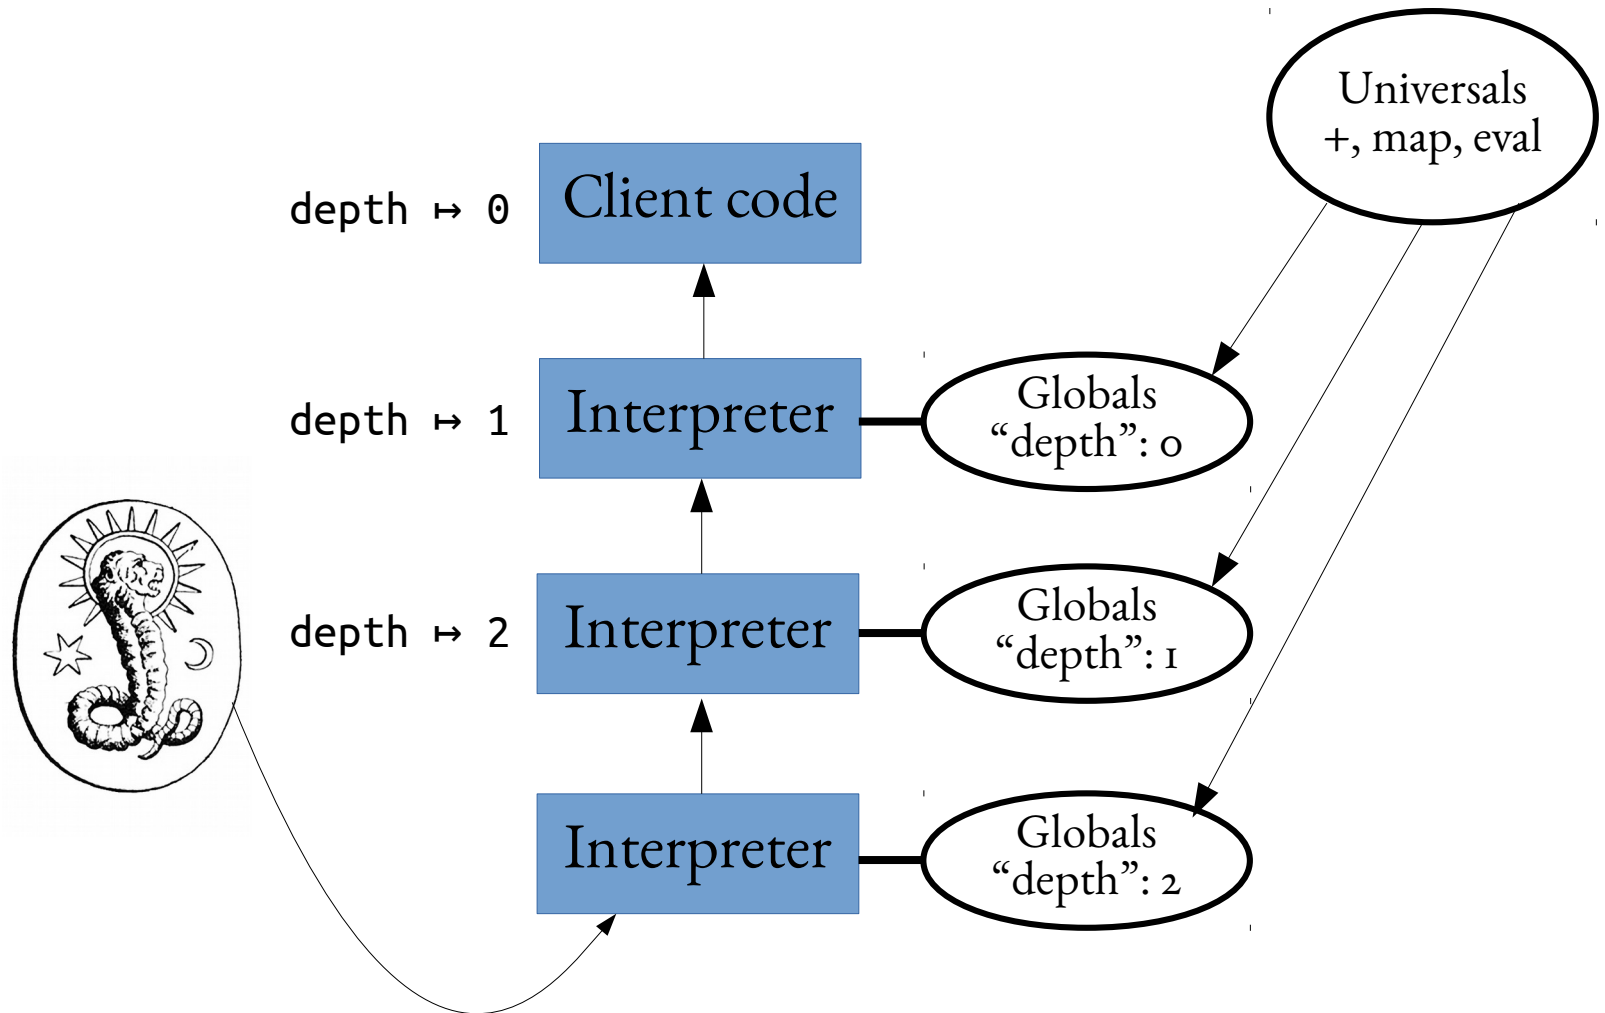 Universals
+, map, eval
depth ↦ 0
Client code
depth ↦ 1
Interpreter
Globals
“depth”: 0
depth ↦ 2
Interpreter
Globals
“depth”: 1
Interpreter
Globals
“depth”: 2